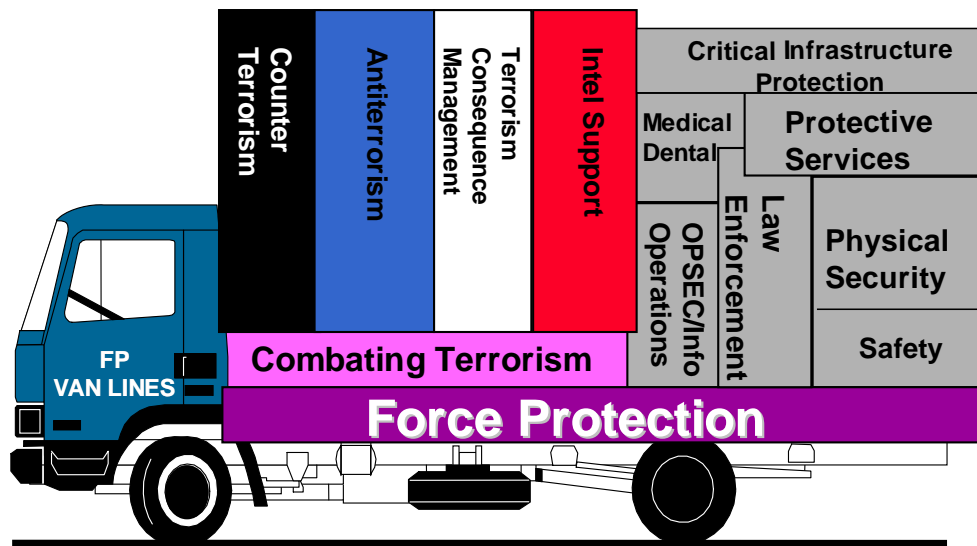 Counter
Terrorism
Antiterrorism
Terrorism
Consequence
Management
Intel Support
Critical Infrastructure
Protection
Medical
Dental
Protective
Services
OPSEC/Info
Operations
Law
Enforcement
Physical
Security
Safety
Combating Terrorism
FP
VAN LINES
Force Protection